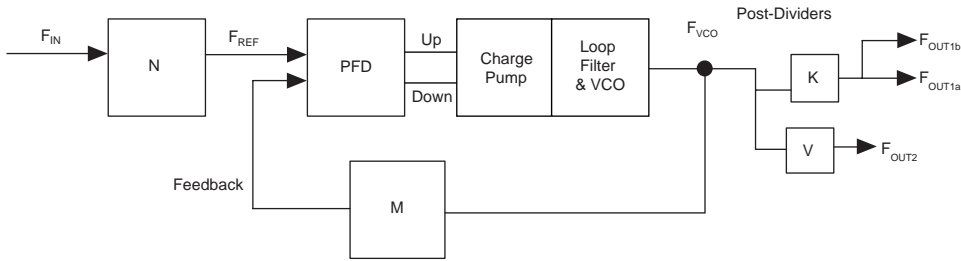 Post-Dividers
F_IN
N
F_REF
PFD
Up
Down
Charge
Pump
Loop
Filter
& VCO
F_VCO
K
F_OUT1b
F_OUT1a
V
F_OUT2
Feedback
M